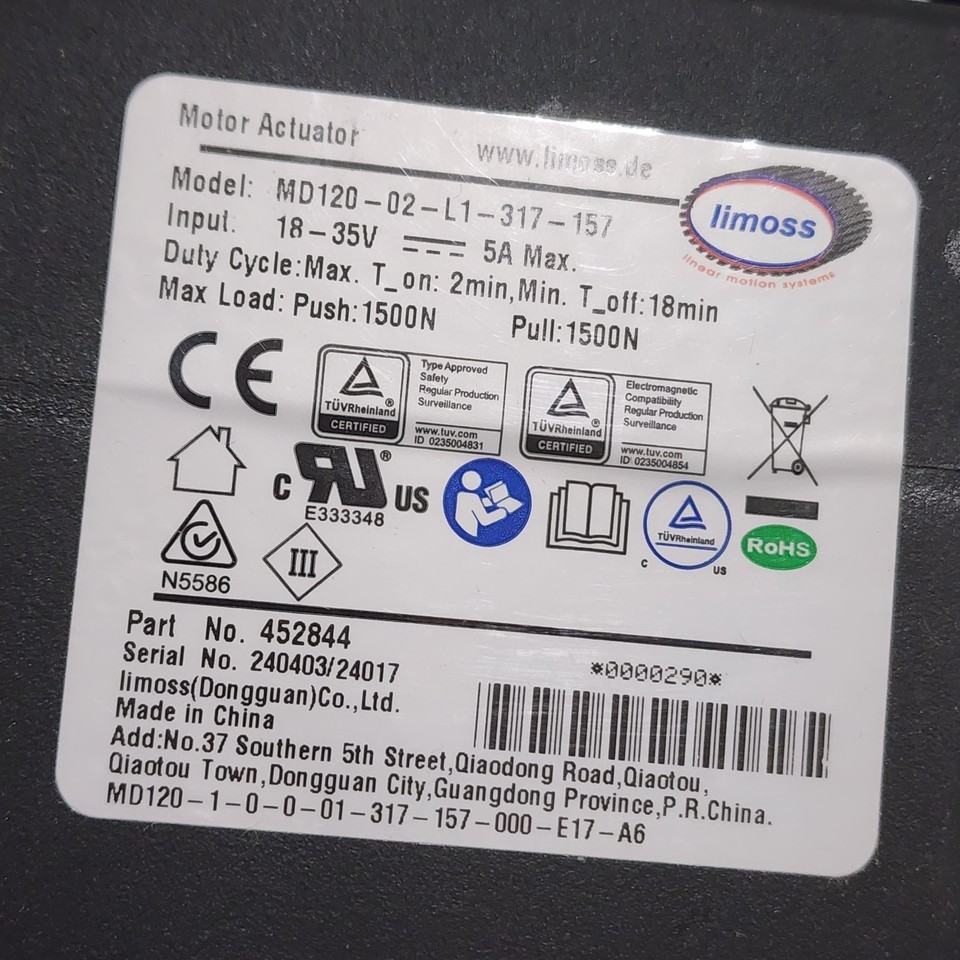 Motor Actuator
www.limoss.de
Model: MD120-02-L1-317-157
limoss
linear motion systems
Input. 18-35V 5A Max.
Duty Cycle:Max. T_on: 2min,Min. T_off:18min
Max Load: Push:1500N Pull:1500N
CE
TÜVRheinland®
CERTIFIED
Type Approved
Safety
Regular Production
Surveillance
www.tuv.com
ID 0235004831
TÜVRheinland®
CERTIFIED
Electromagnetic
Compatibility
Regular Production
Surveillance
www.tuv.com
ID 0235004854
C RU® US
E333348
TÜVRheinland
C US
RoHS
N5586
III
Part No. 452844
Serial No. 240403/24017
*0000290*
limoss(Dongguan)Co.,Ltd.
Made in China
Add:No.37 Southern 5th Street,Qiaodong Road,Qiaotou,
Qiaotou Town,Dongguan City,Guangdong Province,P.R.China.
MD120-1-0-0-01-317-157-000-E17-A6